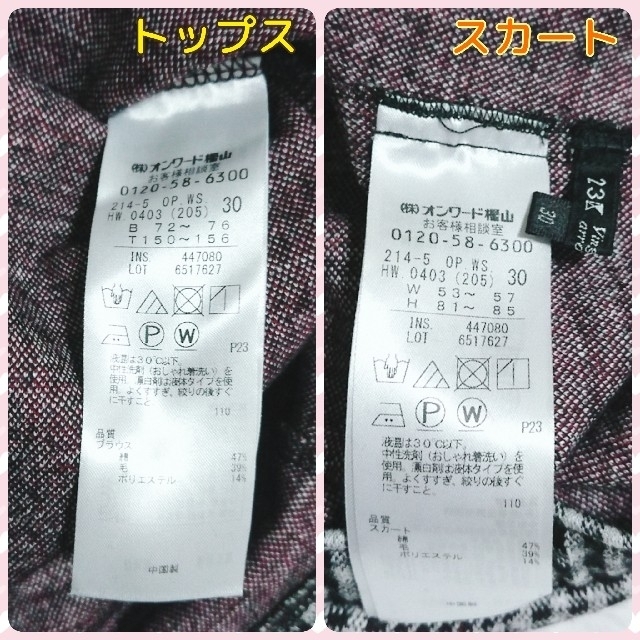 トップス
(株)オンワード樫山
お客様相談室
0120-58-6300
214-5 OP.WS.
HW. 0403 (205) 30
B 72～76
T 150～156
INS. 447080
LOT 6517627
P W
P23
液温は30℃以下。
中性洗剤(おしゃれ着洗い)を
使用。漂白剤は液体タイプを使
用。よくすすぎ、絞りの後すぐ
に干すこと。
110
品質
ブラウス
綿 47%
毛 39%
ポリエステル 14%
中国製
スカート
(株)オンワード樫山
お客様相談室
0120-58-6300
214-5 OP.WS.
HW. 0403 (205) 30
W 53～57
H 81～85
INS. 447080
LOT 6517627
P W
P23
液温は30℃以下。
中性洗剤(おしゃれ着洗い)を
使用。漂白剤は液体タイプを使
用。よくすすぎ、絞りの後すぐ
に干すこと。
110
品質
スカート
綿 47%
毛 39%
ポリエステル 14%
30
23区